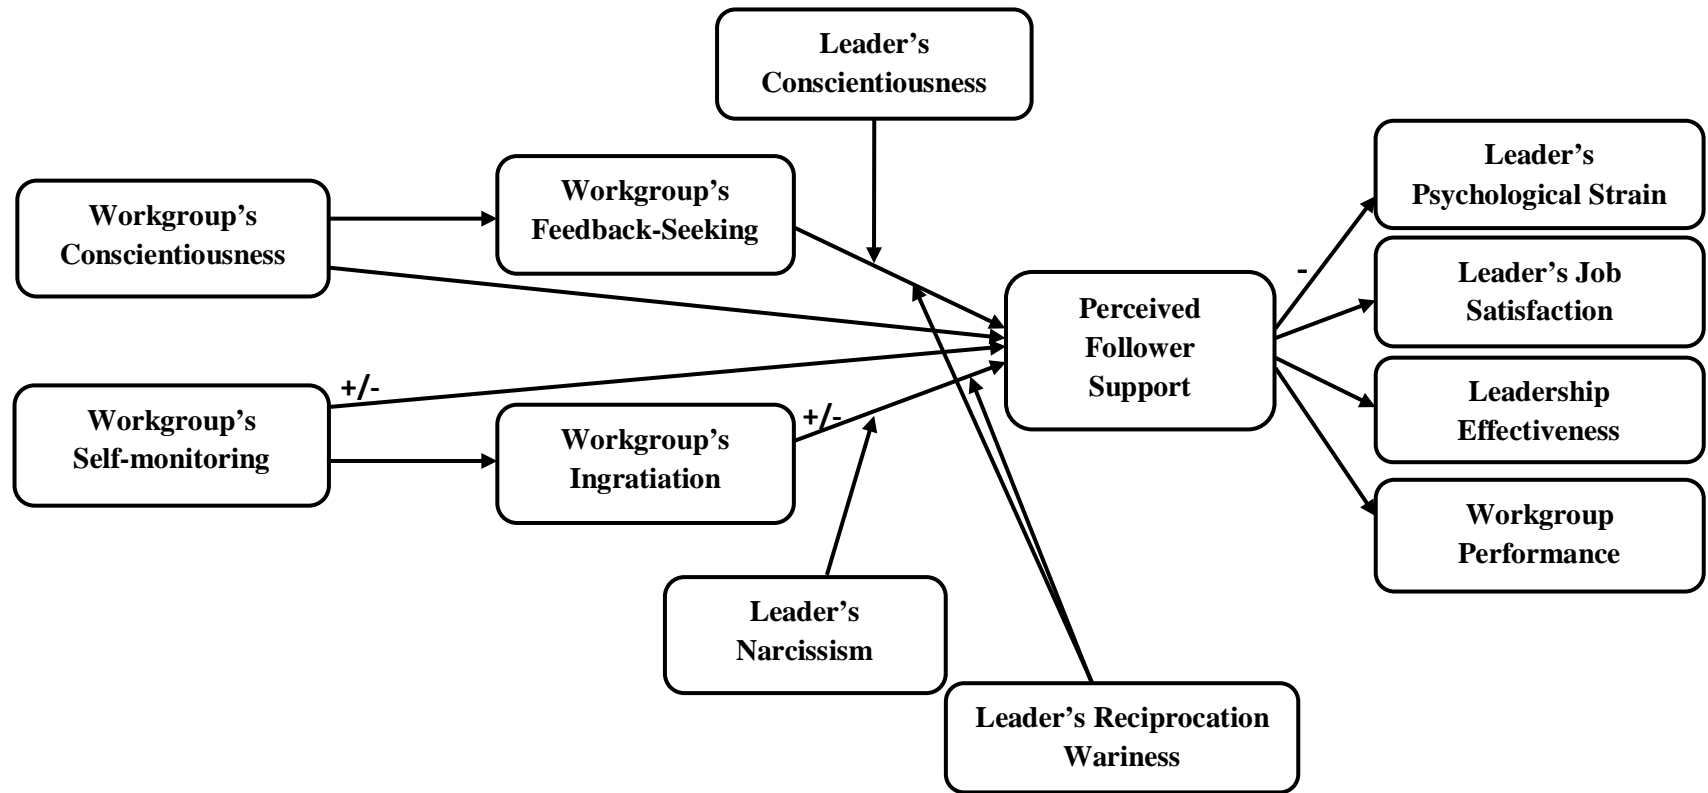 Leader’s
Conscientiousness
Workgroup’s
Conscientiousness
Workgroup’s
Feedback-Seeking
Leader’s
Psychological Strain
Leader’s Job
Satisfaction
-
Perceived
Follower
Support
+/-
Workgroup’s
Self-monitoring
+/-
Workgroup’s
Ingratiation
Leadership
Effectiveness
Workgroup
Performance
Leader’s
Narcissism
Leader’s Reciprocation
Wariness